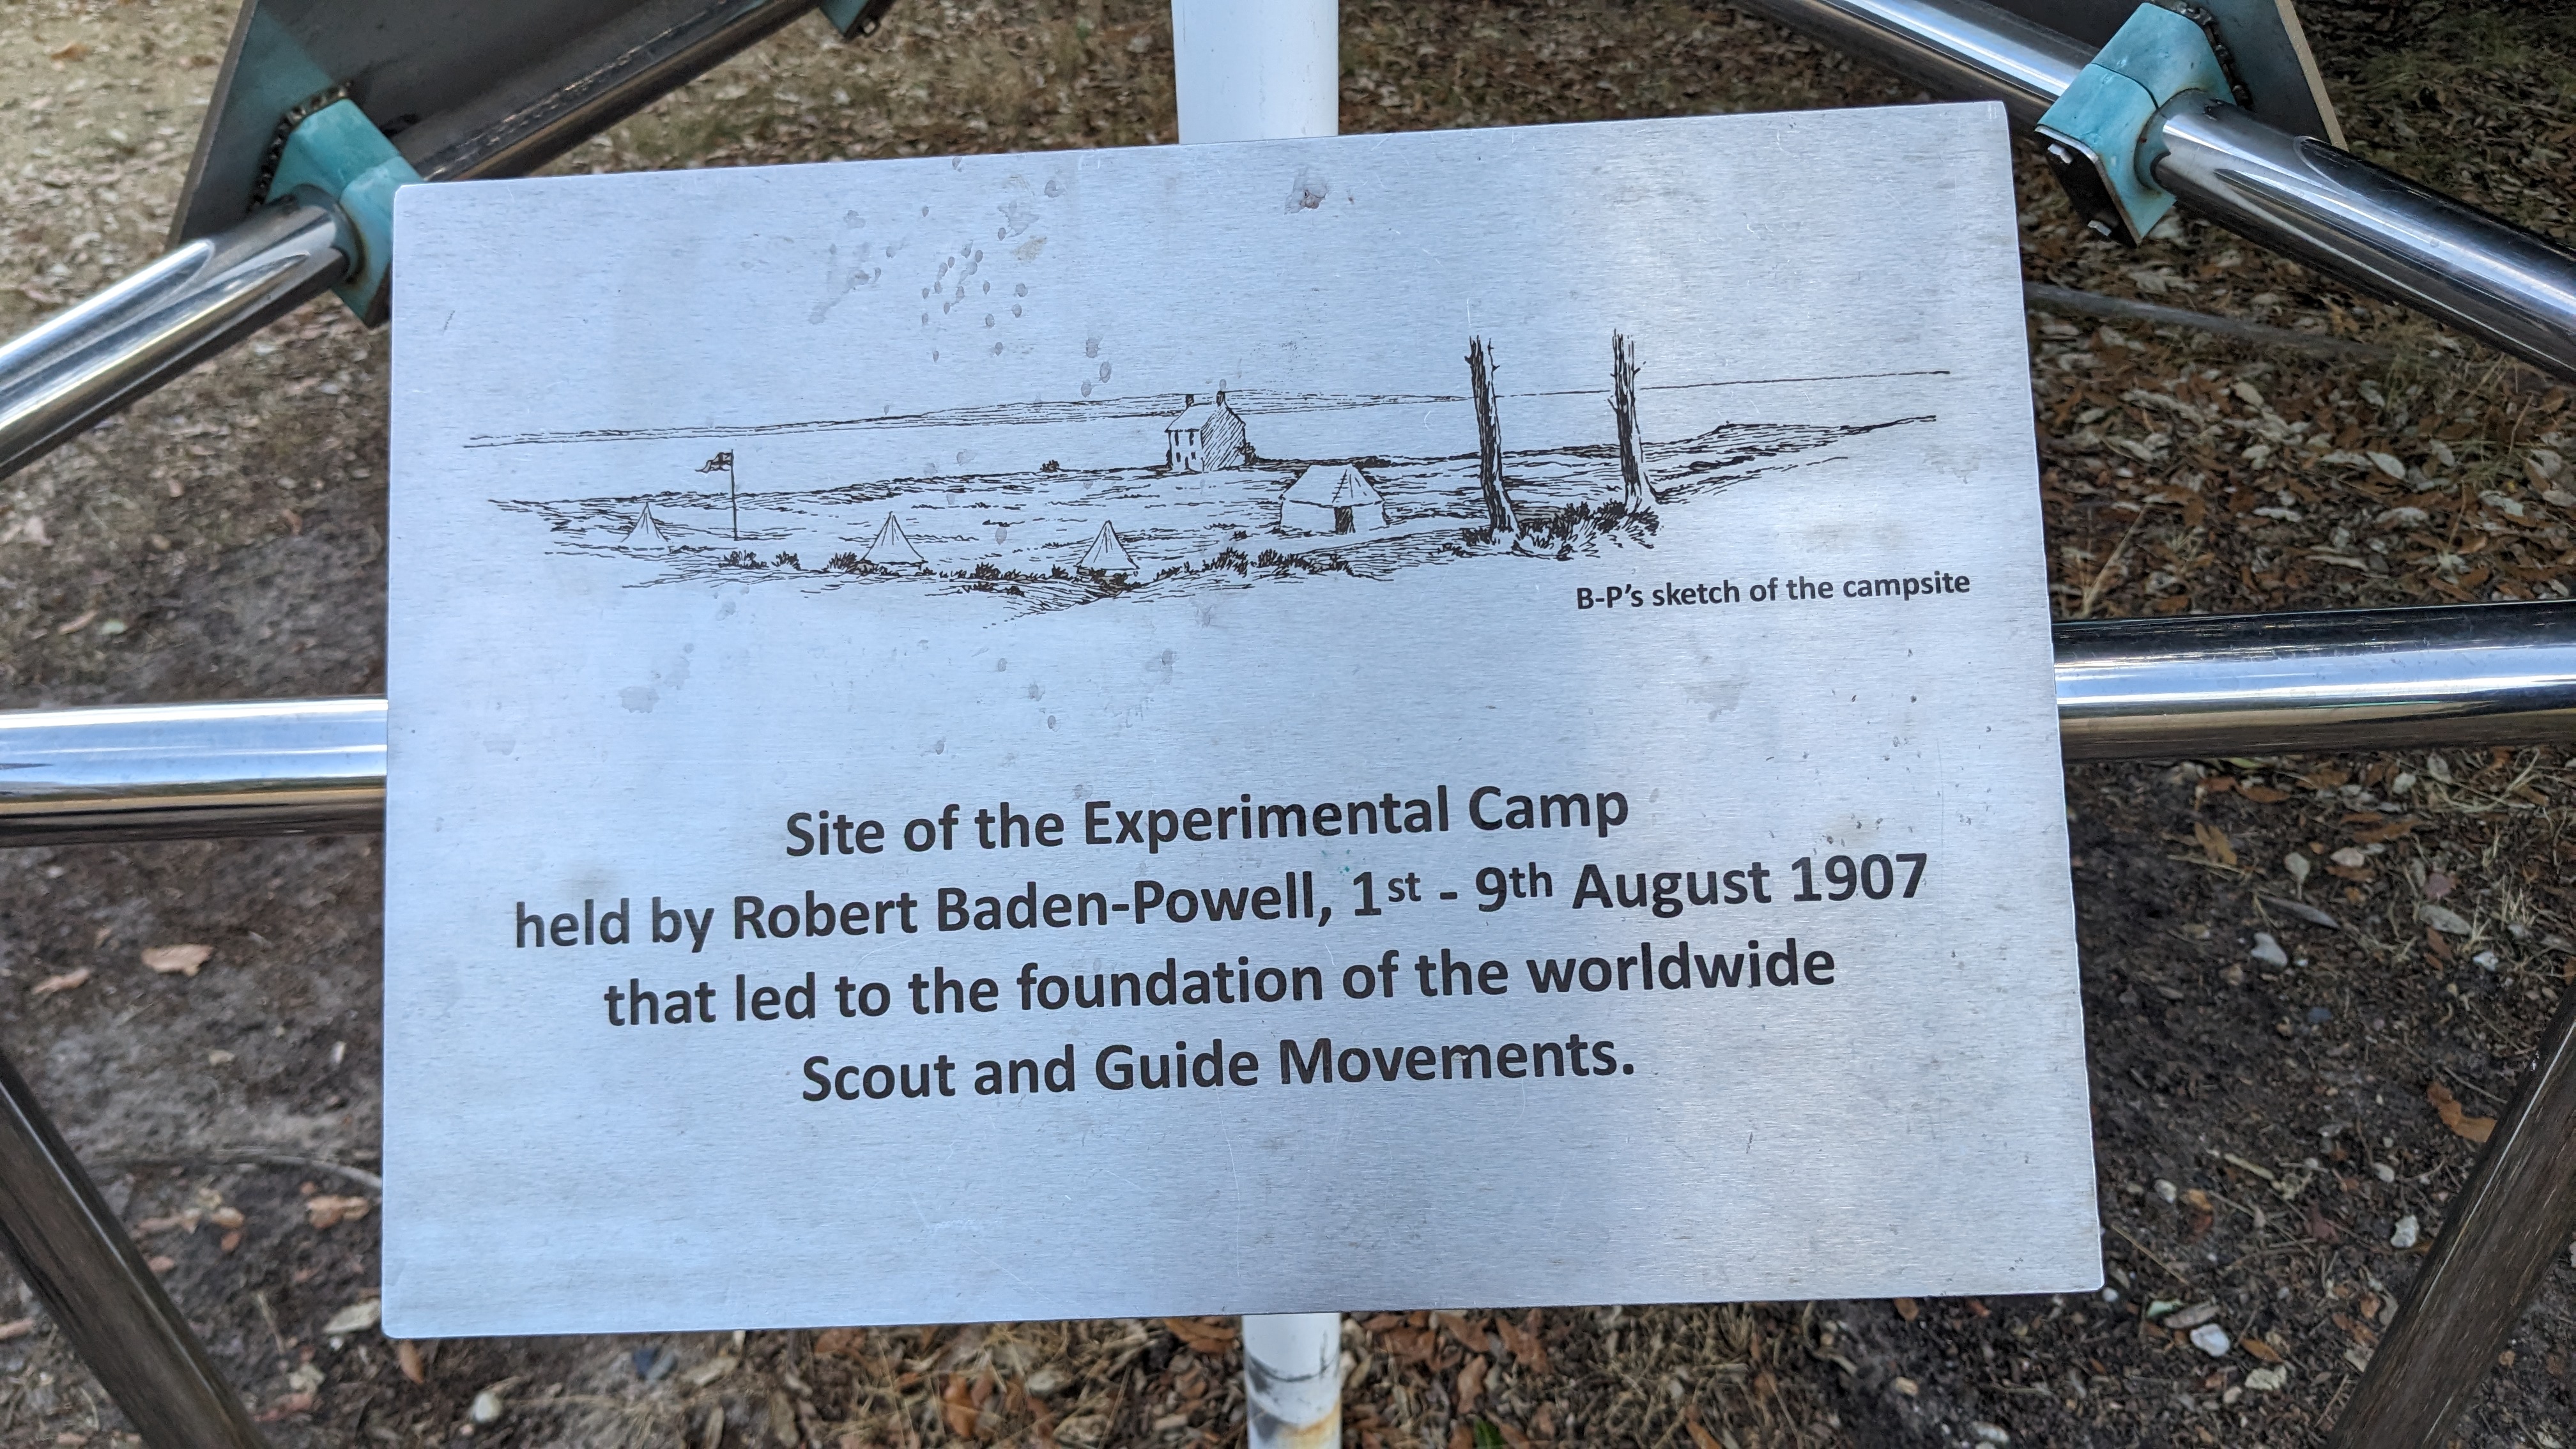 B-P’s sketch of the campsite
Site of the Experimental Camp
held by Robert Baden-Powell, 1st - 9th August 1907
that led to the foundation of the worldwide
Scout and Guide Movements.